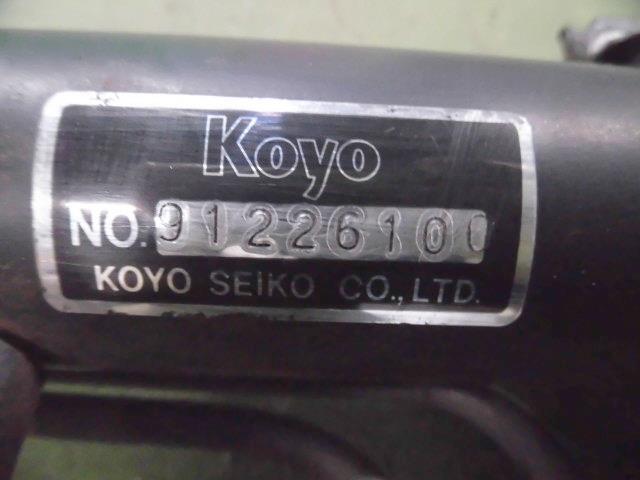 Koyo
NO. 91226100
KOYO SEIKO CO., LTD.